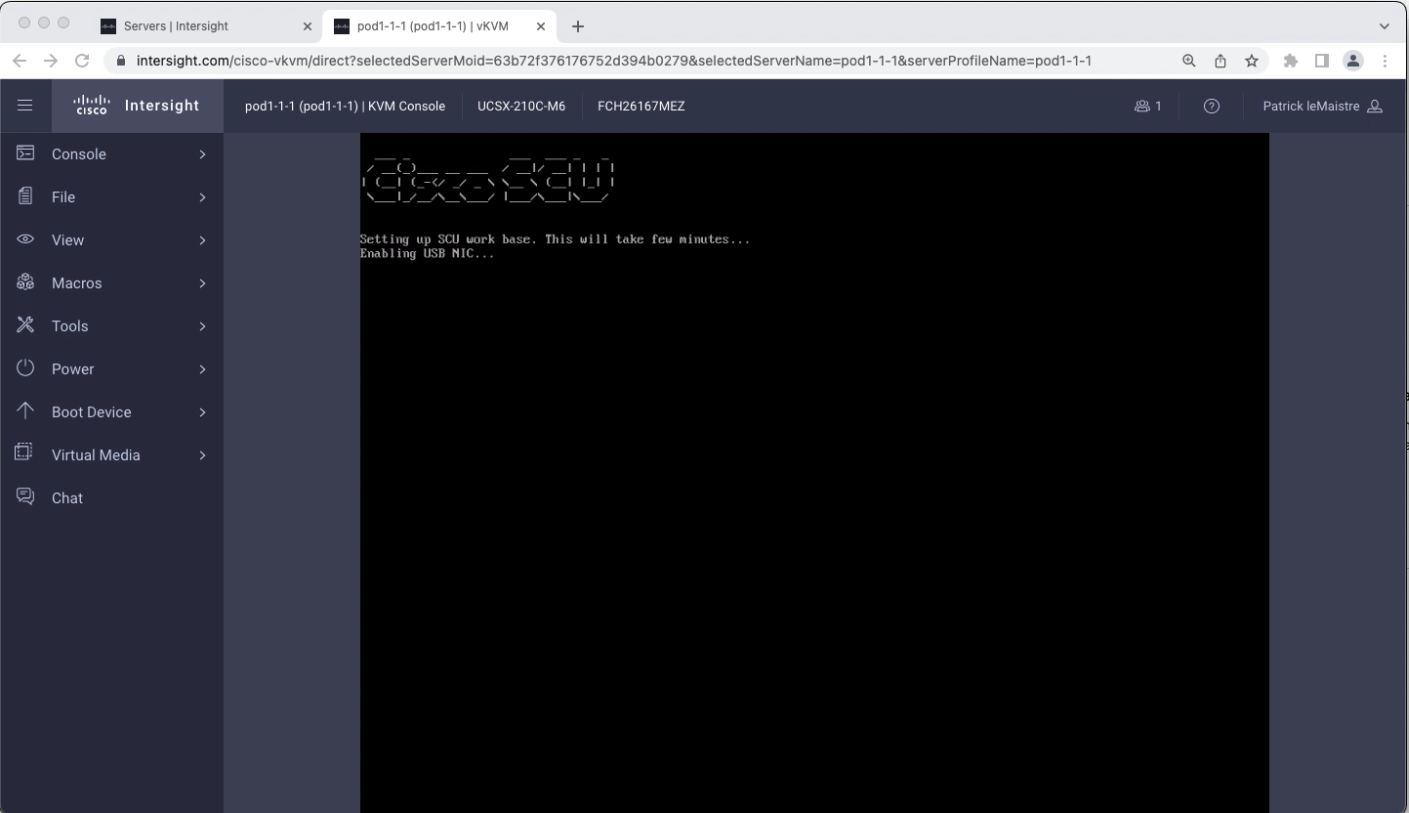 Servers | Intersight
pod1-1-1 (pod1-1-1) | vKVM
intersight.com/cisco-vkvm/direct?selectedServerMoid=63b72f376176752d394b0279&selectedServerName=pod1-1-1&serverProfileName=pod1-1-1
cisco Intersight pod1-1-1 (pod1-1-1) | KVM Console UCSX-210C-M6 FCH26167MEZ 1 Patrick leMaistre
Console
File
View
Macros
Tools
Power
Boot Device
Virtual Media
Chat
Cisco SCU
Setting up SCU work base. This will take few minutes...
Enabling USB NIC...